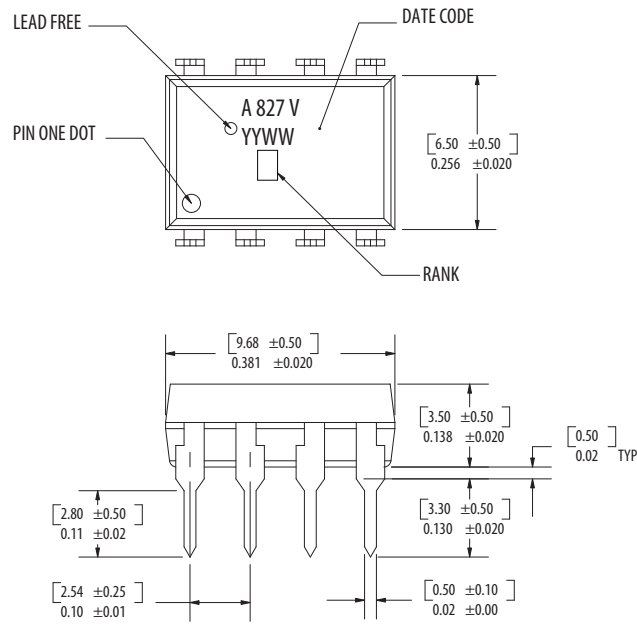 LEAD FREE
DATE CODE
A 827 V
YYWW
PIN ONE DOT
6.50 ±0.50
0.256 ±0.020
RANK
9.68 ±0.50
0.381 ±0.020
3.50 ±0.50
0.138 ±0.020
0.50
0.02 TYP
2.80 ±0.50
0.11 ±0.02
3.30 ±0.50
0.130 ±0.020
2.54 ±0.25
0.10 ±0.01
0.50 ±0.10
0.02 ±0.00